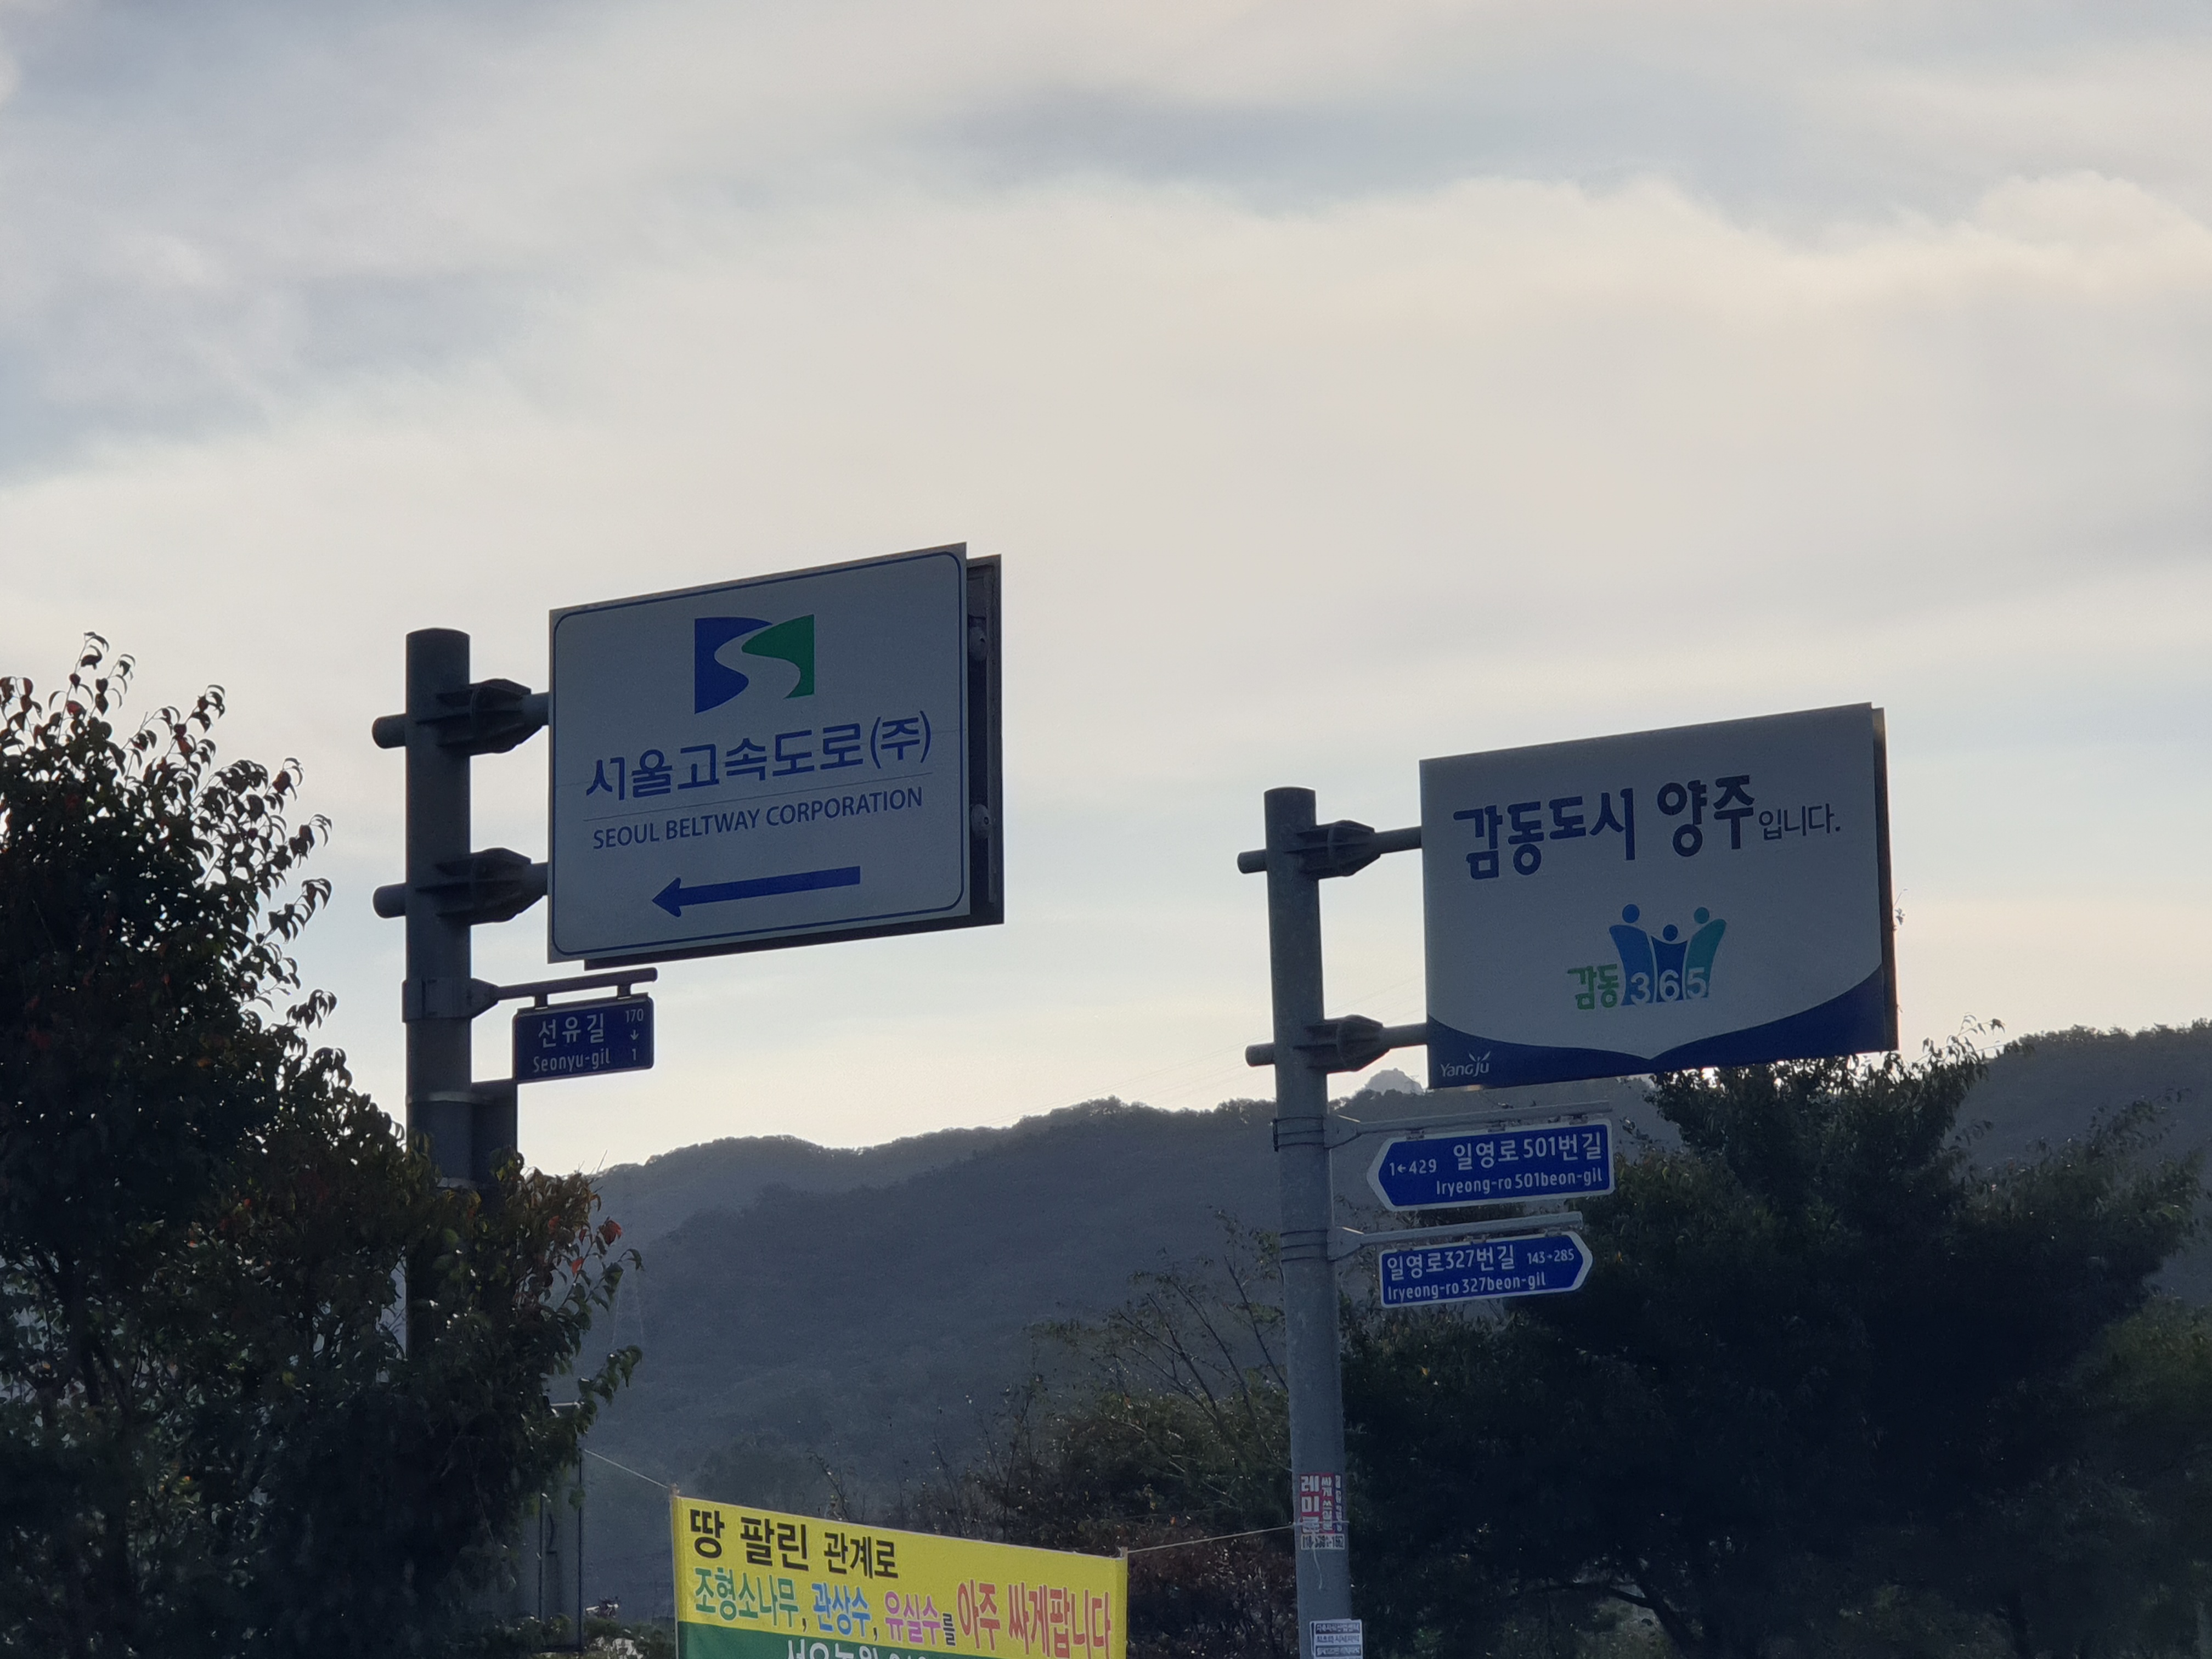 서울고속도로(주)
SEOUL BELTWAY CORPORATION
선유길 170
Seonyu-gil 1
감동도시 양주입니다.
감동365
Yangju
1←429 일영로501번길
Iryeong-ro 501beon-gil
일영로327번길 143→285
Iryeong-ro 327beon-gil
땅 팔린 관계로
조형소나무, 관상수, 유실수를 아주 싸게팝니다
레미콘